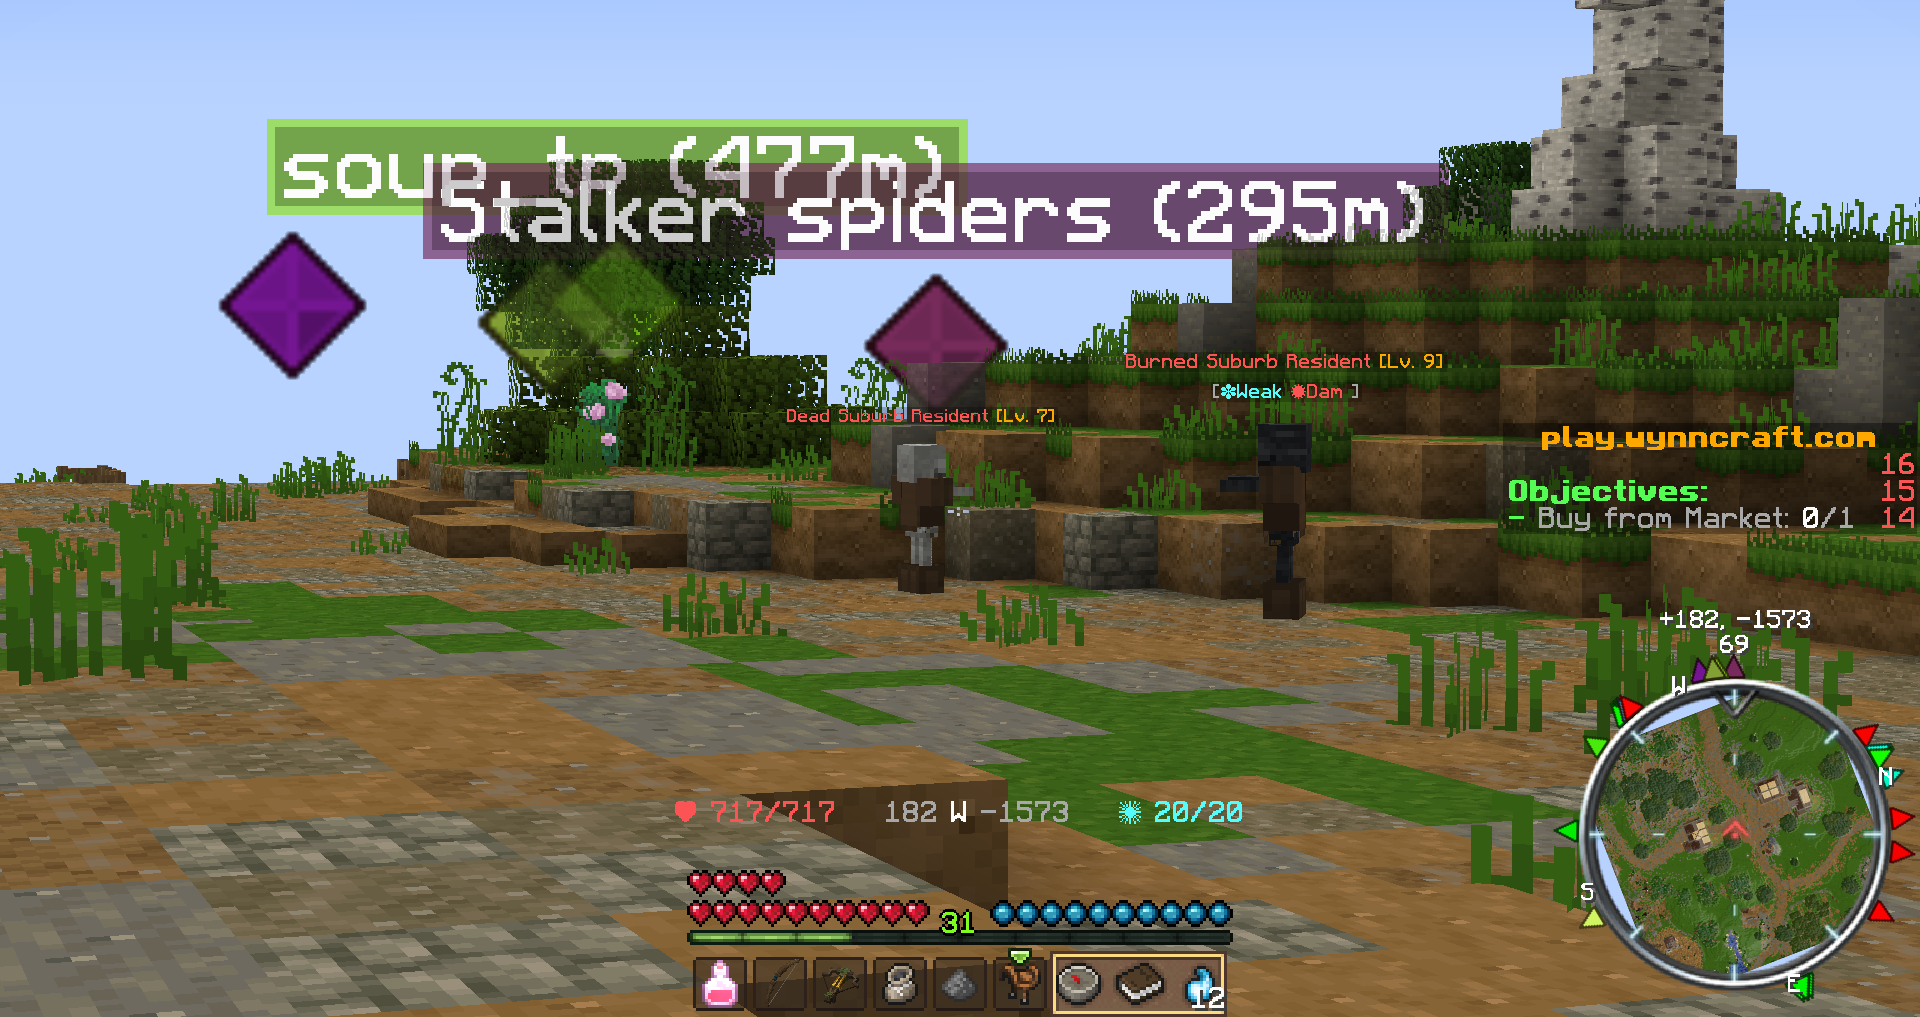 soup tp (477m)
Stalker spiders (295m)
Burned Suburb Resident [Lv. 9]
[❄Weak ✹Dam ]
Dead Suburb Resident [Lv. 7]
play.wynncraft.com
16
Objectives: 15
- Buy from Market: 0/1 14
+182, -1573
69
W
N
S
E
717/717 182 W -1573 20/20
31
12